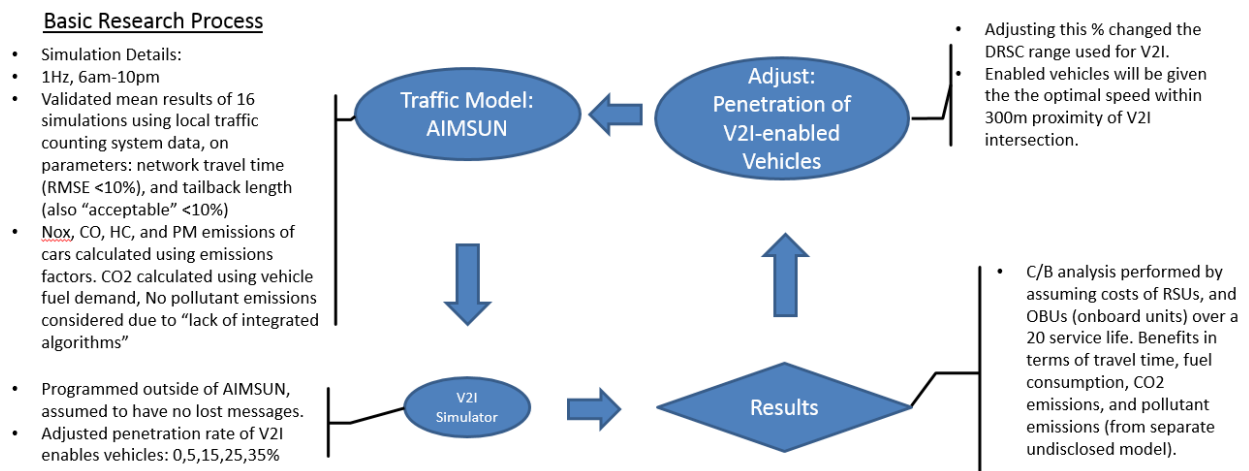 Basic Research Process
• Simulation Details:
• 1Hz, 6am-10pm
• Validated mean results of 16
simulations using local traffic
counting system data, on
parameters: network travel time
(RMSE <10%), and tailback length
(also “acceptable” <10%)
• Nox, CO, HC, and PM emissions of
cars calculated using emissions
factors. CO2 calculated using vehicle
fuel demand, No pollutant emissions
considered due to “lack of integrated
algorithms”
Traffic Model:
AIMSUN
Adjust:
Penetration of
V2I-enabled
Vehicles
• Adjusting this % changed the
DRSC range used for V2I.
• Enabled vehicles will be given
the the optimal speed within
300m proximity of V2I
intersection.
• Programmed outside of AIMSUN,
assumed to have no lost messages.
• Adjusted penetration rate of V2I
enables vehicles: 0,5,15,25,35%
V2I
Simulator
Results
• C/B analysis performed by
assuming costs of RSUs, and
OBUs (onboard units) over a
20 service life. Benefits in
terms of travel time, fuel
consumption, CO2
emissions, and pollutant
emissions (from separate
undisclosed model).